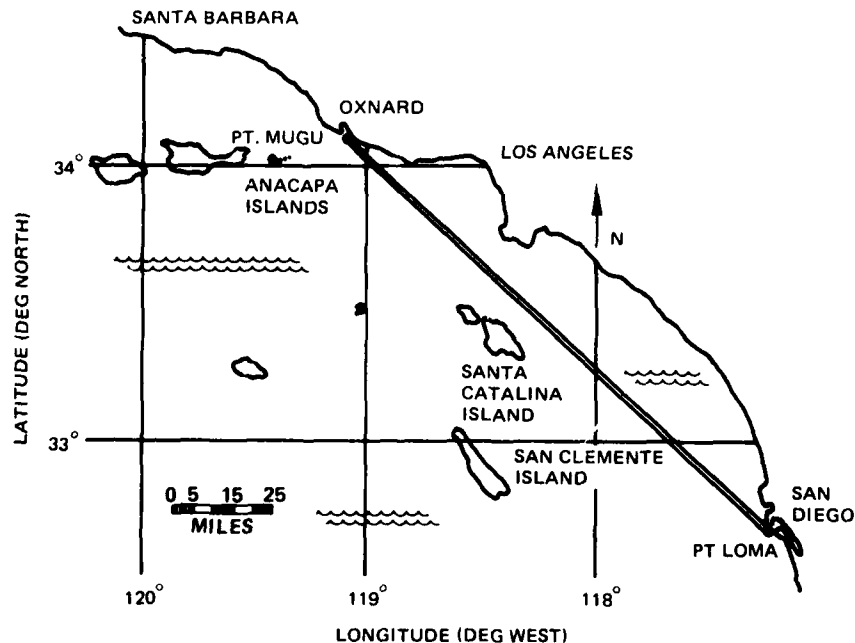 SANTA BARBARA
OXNARD
PT. MUGU
LOS ANGELES
34°
ANACAPA
ISLANDS
N
LATITUDE (DEG NORTH)
SANTA
CATALINA
ISLAND
33°
SAN CLEMENTE
ISLAND
0 5 15 25
MILES
SAN
DIEGO
PT LOMA
120° 119° 118°
LONGITUDE (DEG WEST)